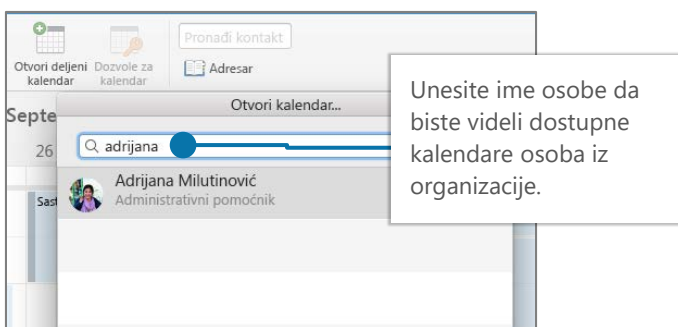 Pronađi kontakt
Otvori deljeni
kalendar
Dozvole za
kalendar
Adresar
Septe
Otvori kalendar...
26
adrijana
Adrijana Milutinović
Administrativni pomoćnik
Sast
Unesite ime osobe da
biste videli dostupne
kalendare osoba iz
organizacije.